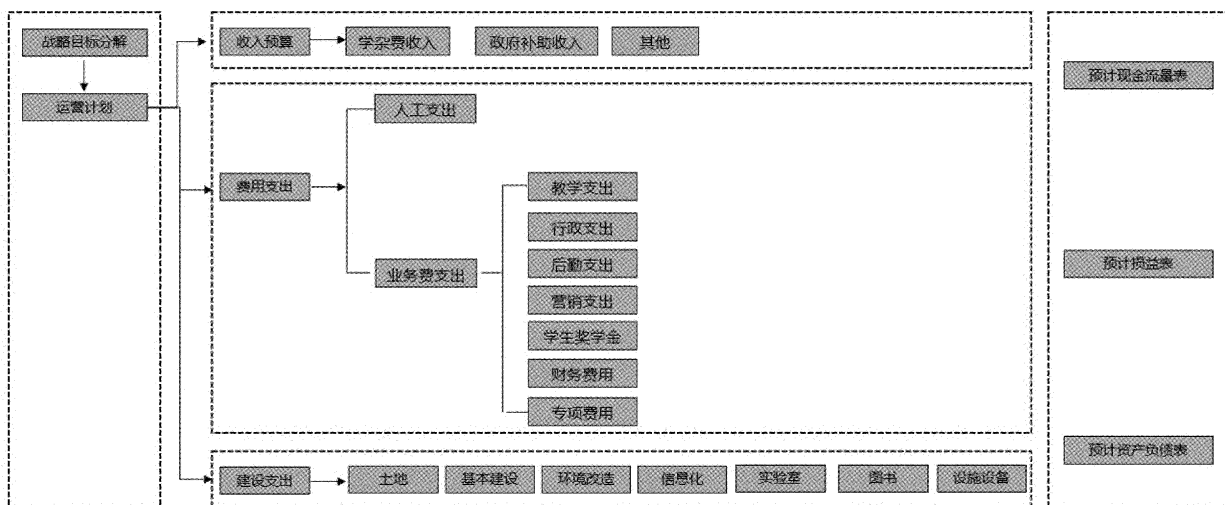 战略目标分解
运营计划
收入预算
学杂费收入
政府补助收入
其他
费用支出
人工支出
业务费支出
教学支出
行政支出
后勤支出
营销支出
学生奖学金
财务费用
专项费用
建设支出
土地
基本建设
环境改造
信息化
实验室
图书
设施设备
预计现金流量表
预计损益表
预计资产负债表